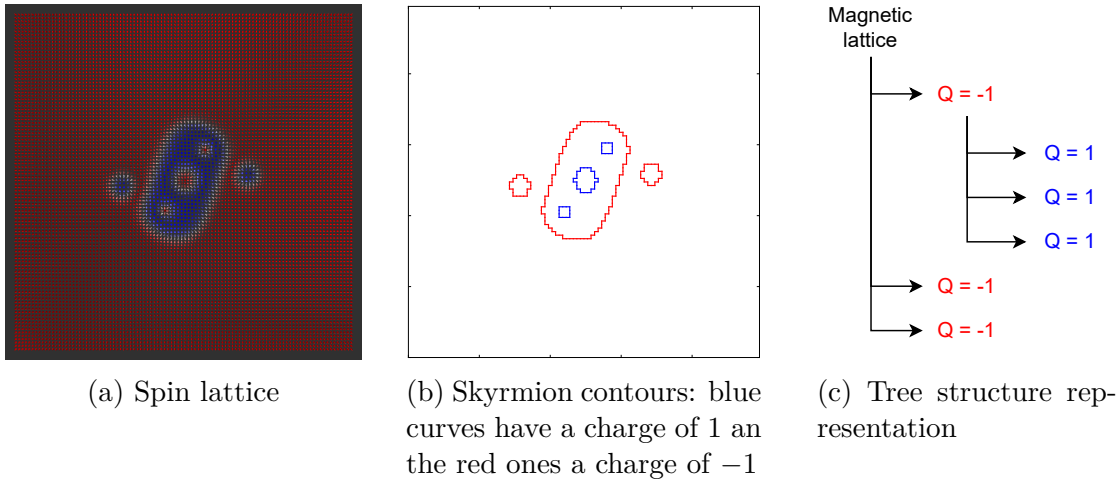 Magnetic
lattice
Q = -1
Q = 1
Q = 1
Q = 1
Q = -1
Q = -1
(a) Spin lattice
(b) Skyrmion contours: blue
curves have a charge of 1 an
the red ones a charge of −1
(c) Tree structure rep-
resentation